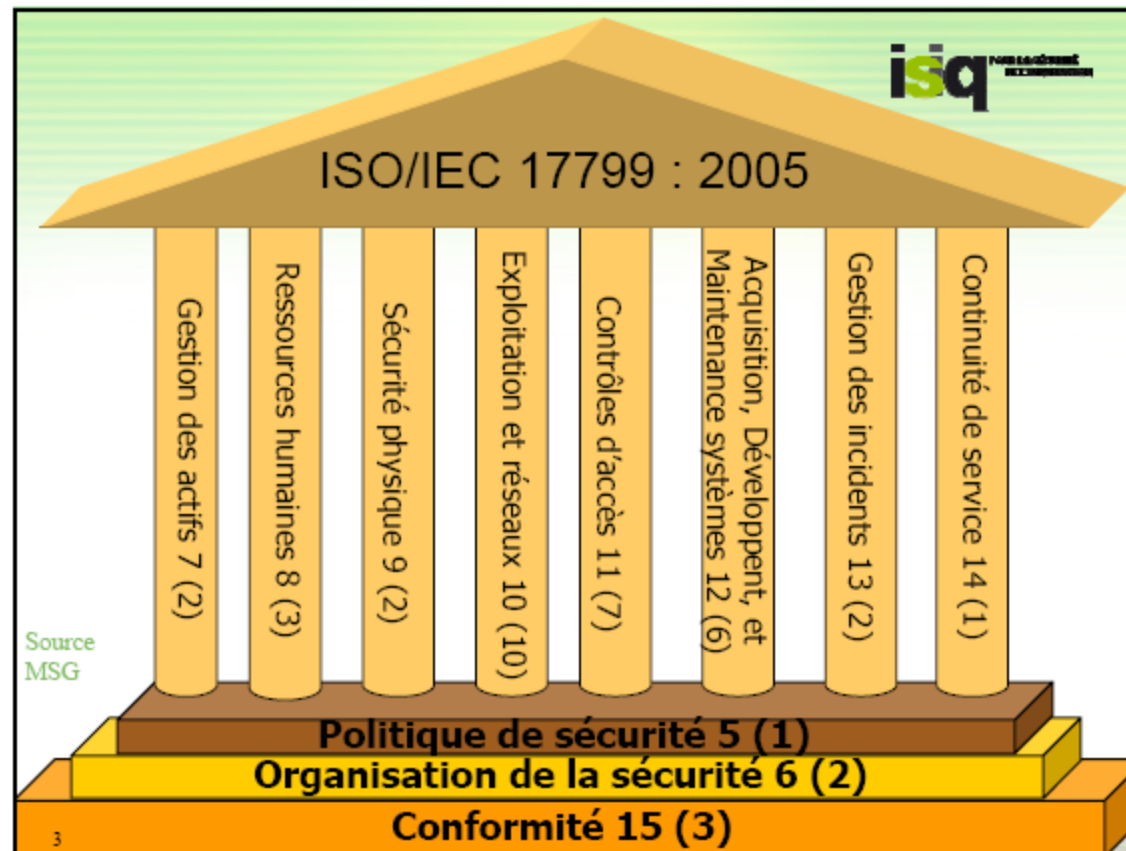 isiq
ISO/IEC 17799 : 2005
Gestion des actifs 7 (2)
Ressources humaines 8 (3)
Sécurité physique 9 (2)
Exploitation et réseaux 10 (10)
Contrôles d'accès 11 (7)
Acquisition, Développent, et
Maintenance systèmes 12 (6)
Gestion des incidents 13 (2)
Continuité de service 14 (1)
Source
MSG
Politique de sécurité 5 (1)
Organisation de la sécurité 6 (2)
Conformité 15 (3)
3